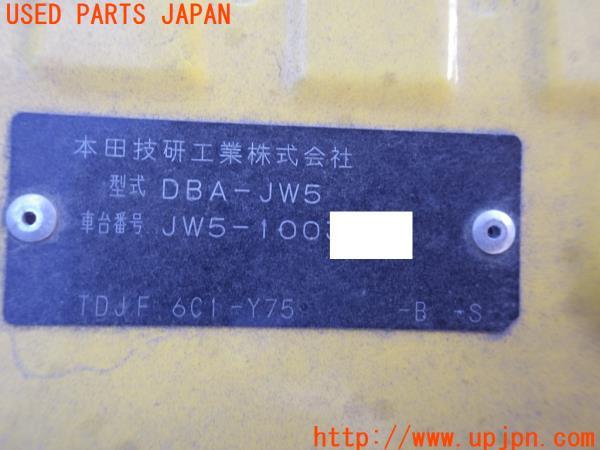 USED PARTS JAPAN
本田技研工業株式会社
型式 DBA-JW5
車台番号 JW5-1003
TDJF 6C1-Y75 -B -S
http://www.upjpn.com/